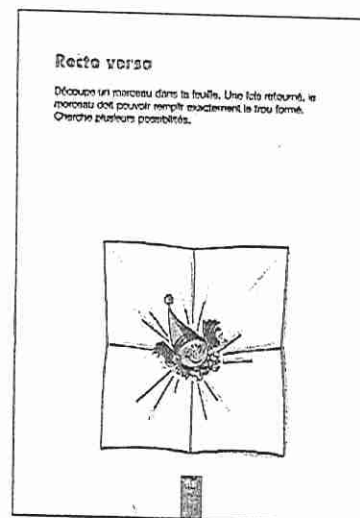 Recto verso
Découpe un morceau dans ta feuille. Une fois retourné, le
morceau doit pouvoir remplir exactement le trou formé.
Cherche plusieurs possibilités.